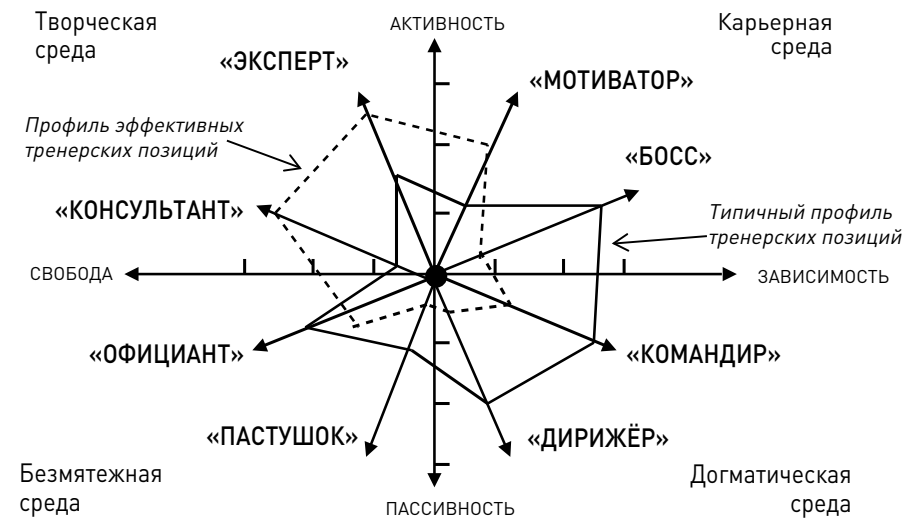 Творческая
среда
АКТИВНОСТЬ
Карьерная
среда
«ЭКСПЕРТ»
«МОТИВАТОР»
Профиль эффективных
тренерских позиций
«БОСС»
«КОНСУЛЬТАНТ»
Типичный профиль
тренерских позиций
СВОБОДА
ЗАВИСИМОСТЬ
«ОФИЦИАНТ»
«КОМАНДИР»
«ПАСТУШОК»
«ДИРИЖЁР»
Безмятежная
среда
ПАССИВНОСТЬ
Догматическая
среда